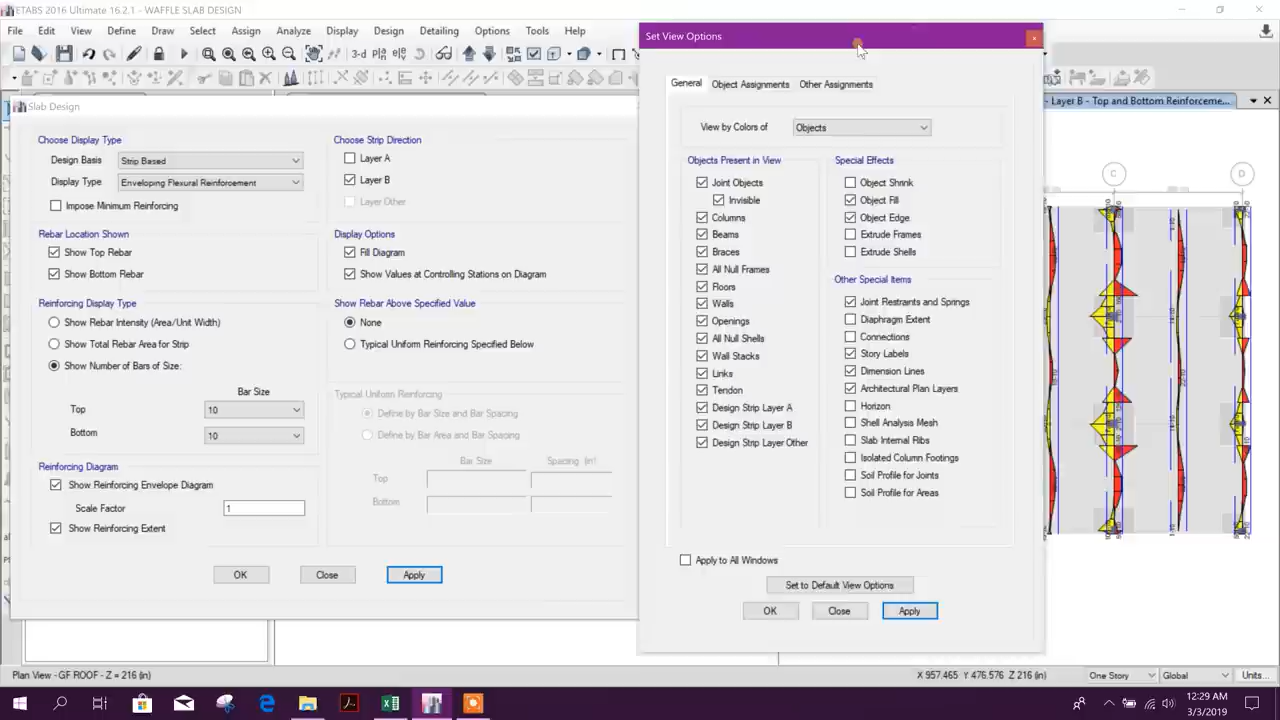 ETABS 2016 Ultimate 16.2.1 - WAFFLE SLAB DESIGN
File Edit View Define Draw Select Assign Analyze Display Design Detailing Options Tools Help
Slab Design
Choose Display Type
Design Basis Strip Based
Display Type Enveloping Flexural Reinforcement
Impose Minimum Reinforcing
Rebar Location Shown
Show Top Rebar
Show Bottom Rebar
Reinforcing Display Type
Show Rebar Intensity (Area/Unit Width)
Show Total Rebar Area for Strip
Show Number of Bars of Size:
Bar Size
Top 10
Bottom 10
Reinforcing Diagram
Show Reinforcing Envelope Diagram
Scale Factor 1
Show Reinforcing Extent
Choose Strip Direction
Layer A
Layer B
Layer Other
Display Options
Fill Diagram
Show Values at Controlling Stations on Diagram
Show Rebar Above Specified Value
None
Typical Uniform Reinforcing Specified Below
Typical Uniform Reinforcing
Define by Bar Size and Bar Spacing
Define by Bar Area and Bar Spacing
Bar Size Spacing (in)
Top
Bottom
OK Close Apply
Set View Options
General Object Assignments Other Assignments
View by Colors of Objects
Objects Present in View
Joint Objects
Invisible
Columns
Beams
Braces
All Null Frames
Floors
Walls
Openings
All Null Shells
Wall Stacks
Links
Tendon
Design Strip Layer A
Design Strip Layer B
Design Strip Layer Other
Special Effects
Object Shrink
Object Fill
Object Edge
Extrude Frames
Extrude Shells
Other Special Items
Joint Restraints and Springs
Diaphragm Extent
Connections
Story Labels
Dimension Lines
Architectural Plan Layers
Horizon
Shell Analysis Mesh
Slab Internal Ribs
Isolated Column Footings
Soil Profile for Joints
Soil Profile for Areas
Apply to All Windows
Set to Default View Options
OK Close Apply
- Layer B - Top and Bottom Reinforceme...
C D
Plan View - GF ROOF - Z = 216 (in)
X 957.465 Y 476.576 Z 216 (in)
One Story Global Units...
12:29 AM
3/3/2019